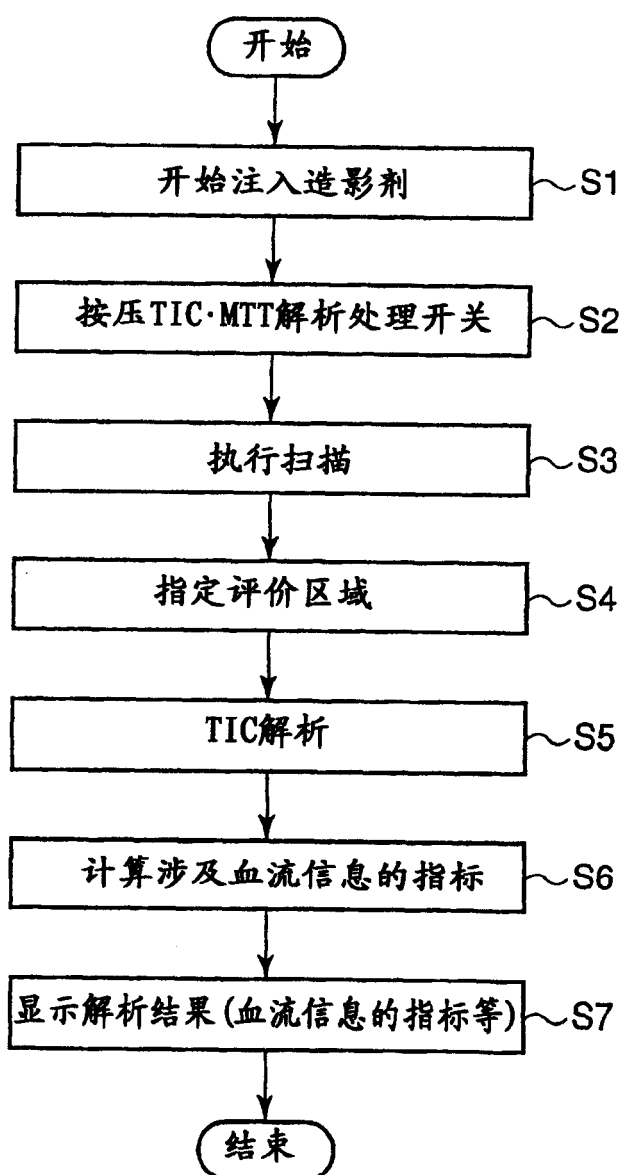 开始
开始注入造影剂 S1
按压TIC·MTT解析处理开关 S2
执行扫描 S3
指定评价区域 S4
TIC解析 S5
计算涉及血流信息的指标 S6
显示解析结果(血流信息的指标等) S7
结束